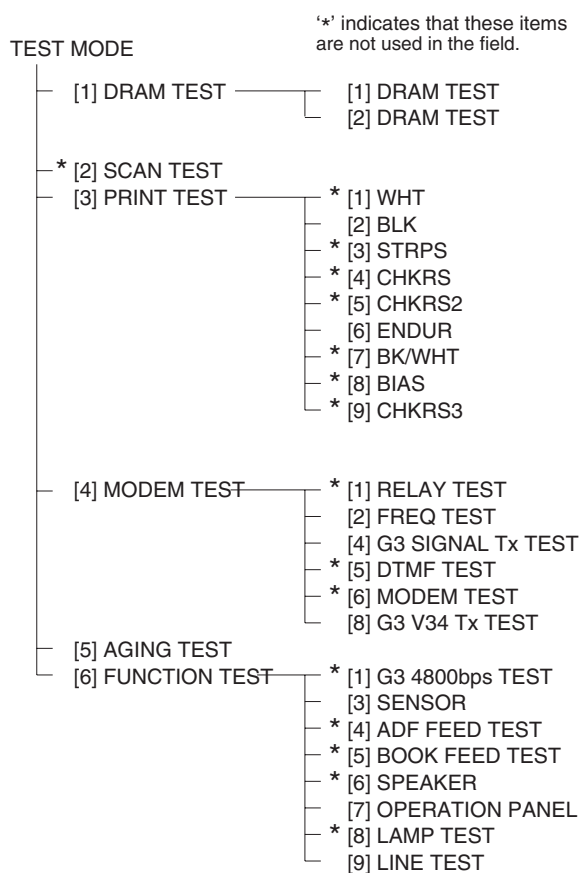 ‘*’ indicates that these items
are not used in the field.
TEST MODE
[1] DRAM TEST
[1] DRAM TEST
[2] DRAM TEST
* [2] SCAN TEST
[3] PRINT TEST
* [1] WHT
[2] BLK
* [3] STRPS
* [4] CHKRS
* [5] CHKRS2
[6] ENDUR
* [7] BK/WHT
* [8] BIAS
* [9] CHKRS3
[4] MODEM TEST
* [1] RELAY TEST
[2] FREQ TEST
[4] G3 SIGNAL Tx TEST
* [5] DTMF TEST
* [6] MODEM TEST
[8] G3 V34 Tx TEST
[5] AGING TEST
[6] FUNCTION TEST
* [1] G3 4800bps TEST
[3] SENSOR
* [4] ADF FEED TEST
* [5] BOOK FEED TEST
* [6] SPEAKER
[7] OPERATION PANEL
* [8] LAMP TEST
[9] LINE TEST